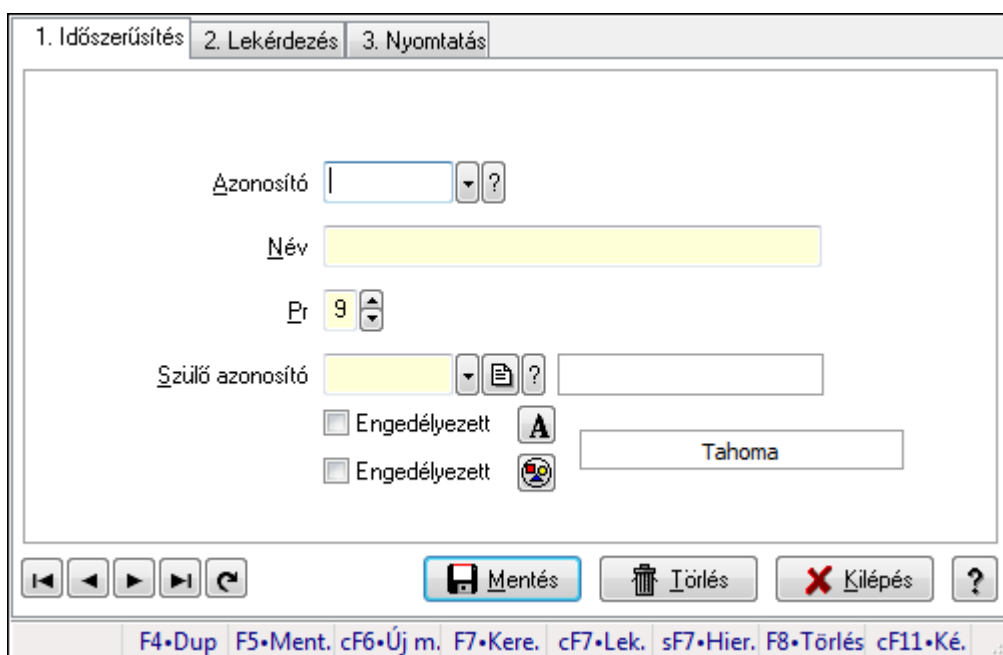 1. Időszerűsítés 2. Lekérdezés 3. Nyomtatás
Azonosító ?
Név
Pr 9
Szülő azonosító ?
Engedélyezett A
Tahoma
Engedélyezett
Mentés Törlés Kilépés ?
F4•Dup F5•Ment. cF6•Új m. F7•Kere. cF7•Lek. sF7•Hier. F8•Törlés cF11•Ké.